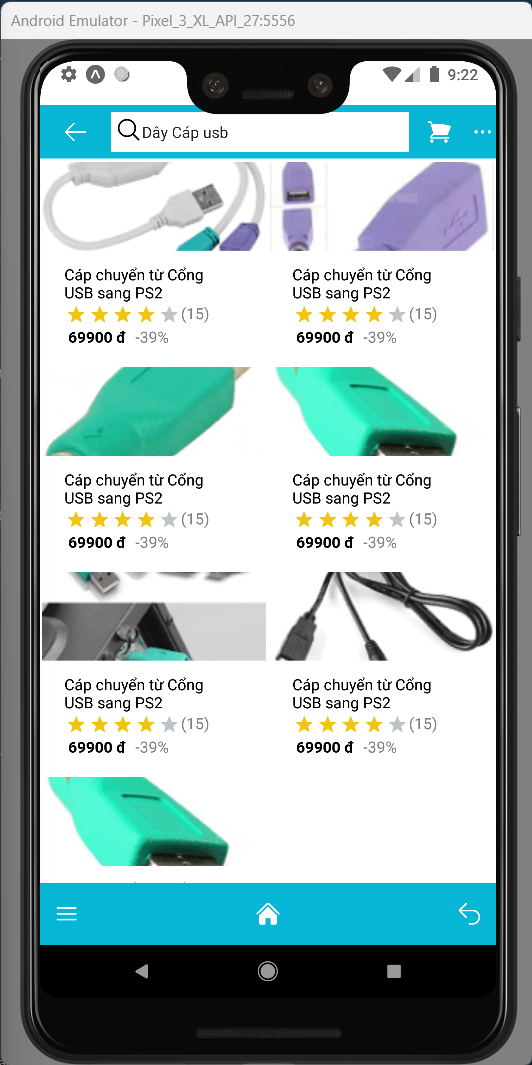 Android Emulator - Pixel_3_XL_API_27:5556
9:22
Dây Cáp usb
Cáp chuyển từ Cổng
USB sang PS2
(15)
69900 đ -39%
Cáp chuyển từ Cổng
USB sang PS2
(15)
69900 đ -39%
Cáp chuyển từ Cổng
USB sang PS2
(15)
69900 đ -39%
Cáp chuyển từ Cổng
USB sang PS2
(15)
69900 đ -39%
Cáp chuyển từ Cổng
USB sang PS2
(15)
69900 đ -39%
Cáp chuyển từ Cổng
USB sang PS2
(15)
69900 đ -39%